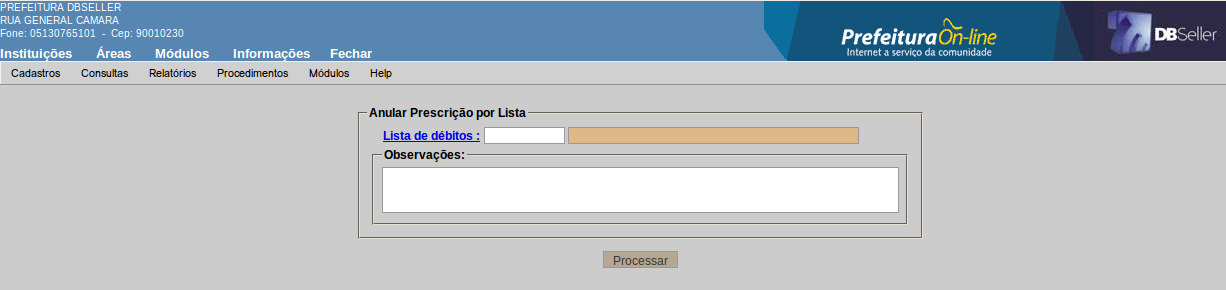 PREFEITURA DBSELLER
RUA GENERAL CAMARA
Fone: 05130765101 - Cep: 90010230
Instituições Áreas Módulos Informações Fechar
PrefeituraOn-line
Internet a serviço da comunidade
DBSeller
Cadastros Consultas Relatórios Procedimentos Módulos Help
Anular Prescrição por Lista
Lista de débitos :
Observações:
Processar